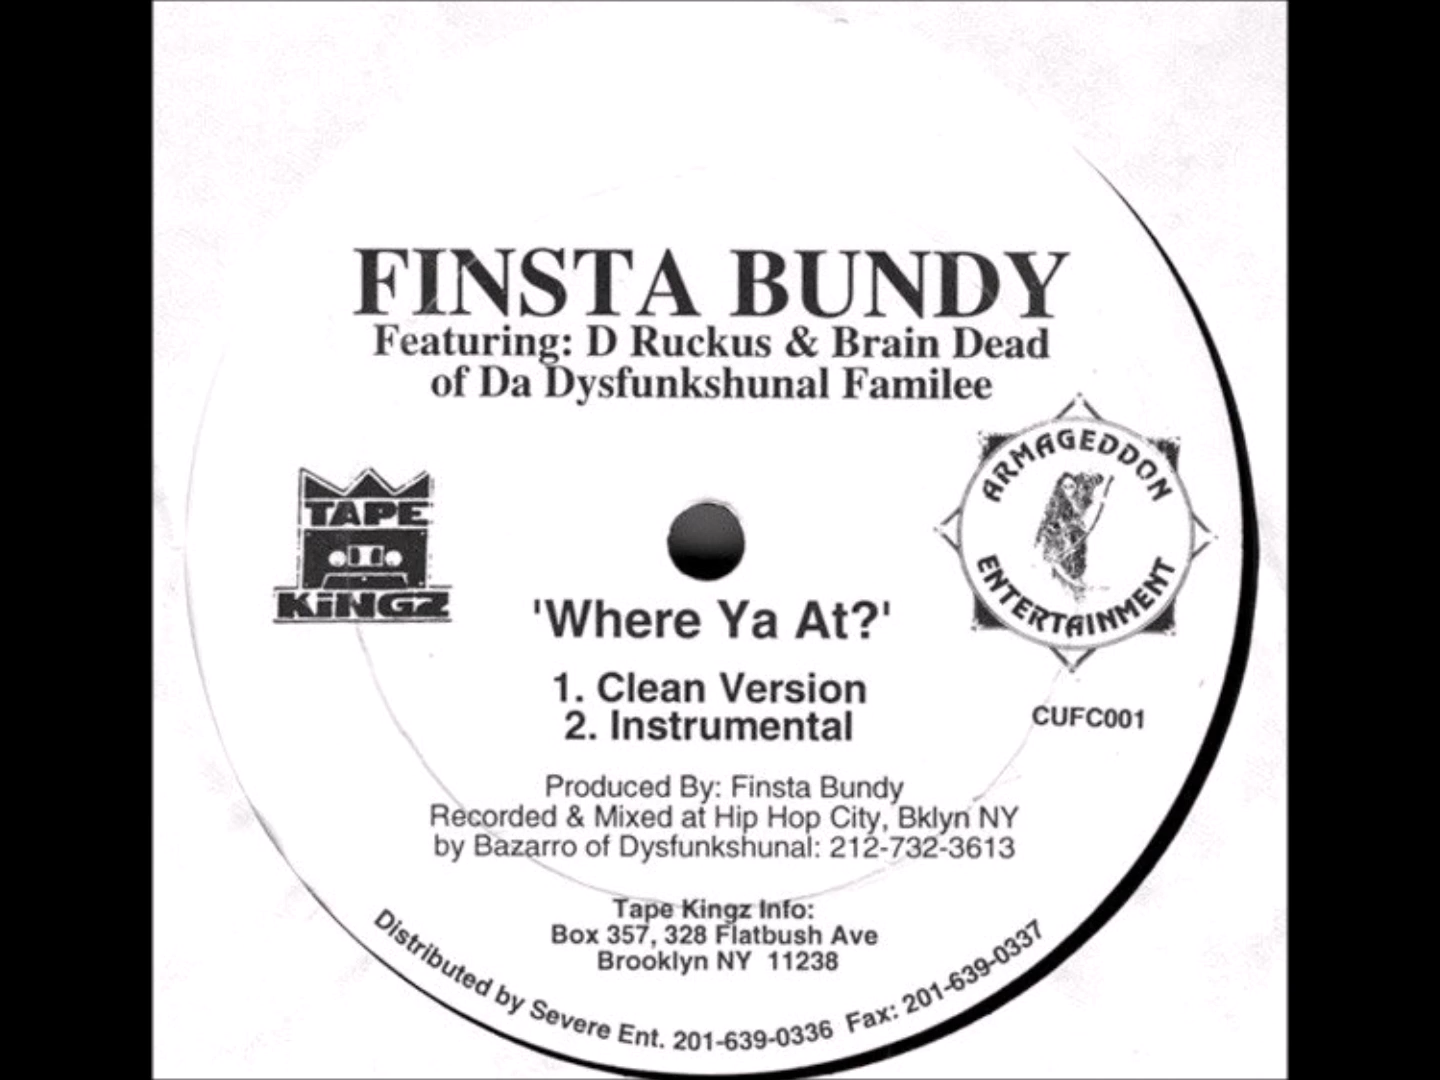 FINSTA BUNDY
Featuring: D Ruckus & Brain Dead
of Da Dysfunkshunal Familee
TAPE
KiNGZ
ARMAGEDDON
ENTERTAINMENT
CUFC001
'Where Ya At?'
1. Clean Version
2. Instrumental
Produced By: Finsta Bundy
Recorded & Mixed at Hip Hop City, Bklyn NY
by Bazarro of Dysfunkshunal: 212-732-3613
Tape Kingz Info:
Box 357, 328 Flatbush Ave
Brooklyn NY 11238
Distributed by Severe Ent. 201-639-0336 Fax: 201-639-0337